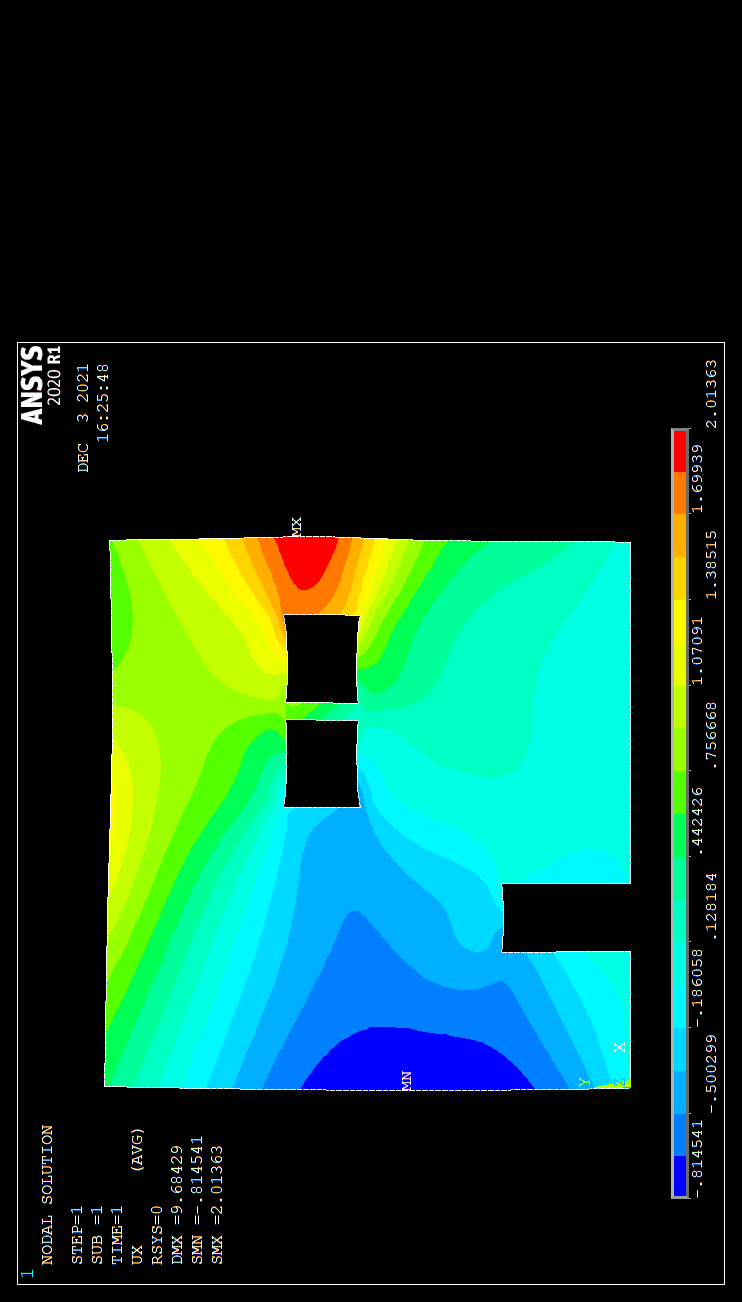 1
NODAL SOLUTION
STEP=1
SUB =1
TIME=1
UX       (AVG)
RSYS=0
DMX =9.68429
SMN =-.814541
SMX =2.01363
ANSYS
2020 R1
DEC  3 2021
16:25:48
MX
MN
Y
Z X
-.814541
-.500299
-.186058
.128184
.442426
.756668
1.07091
1.38515
1.69939
2.01363